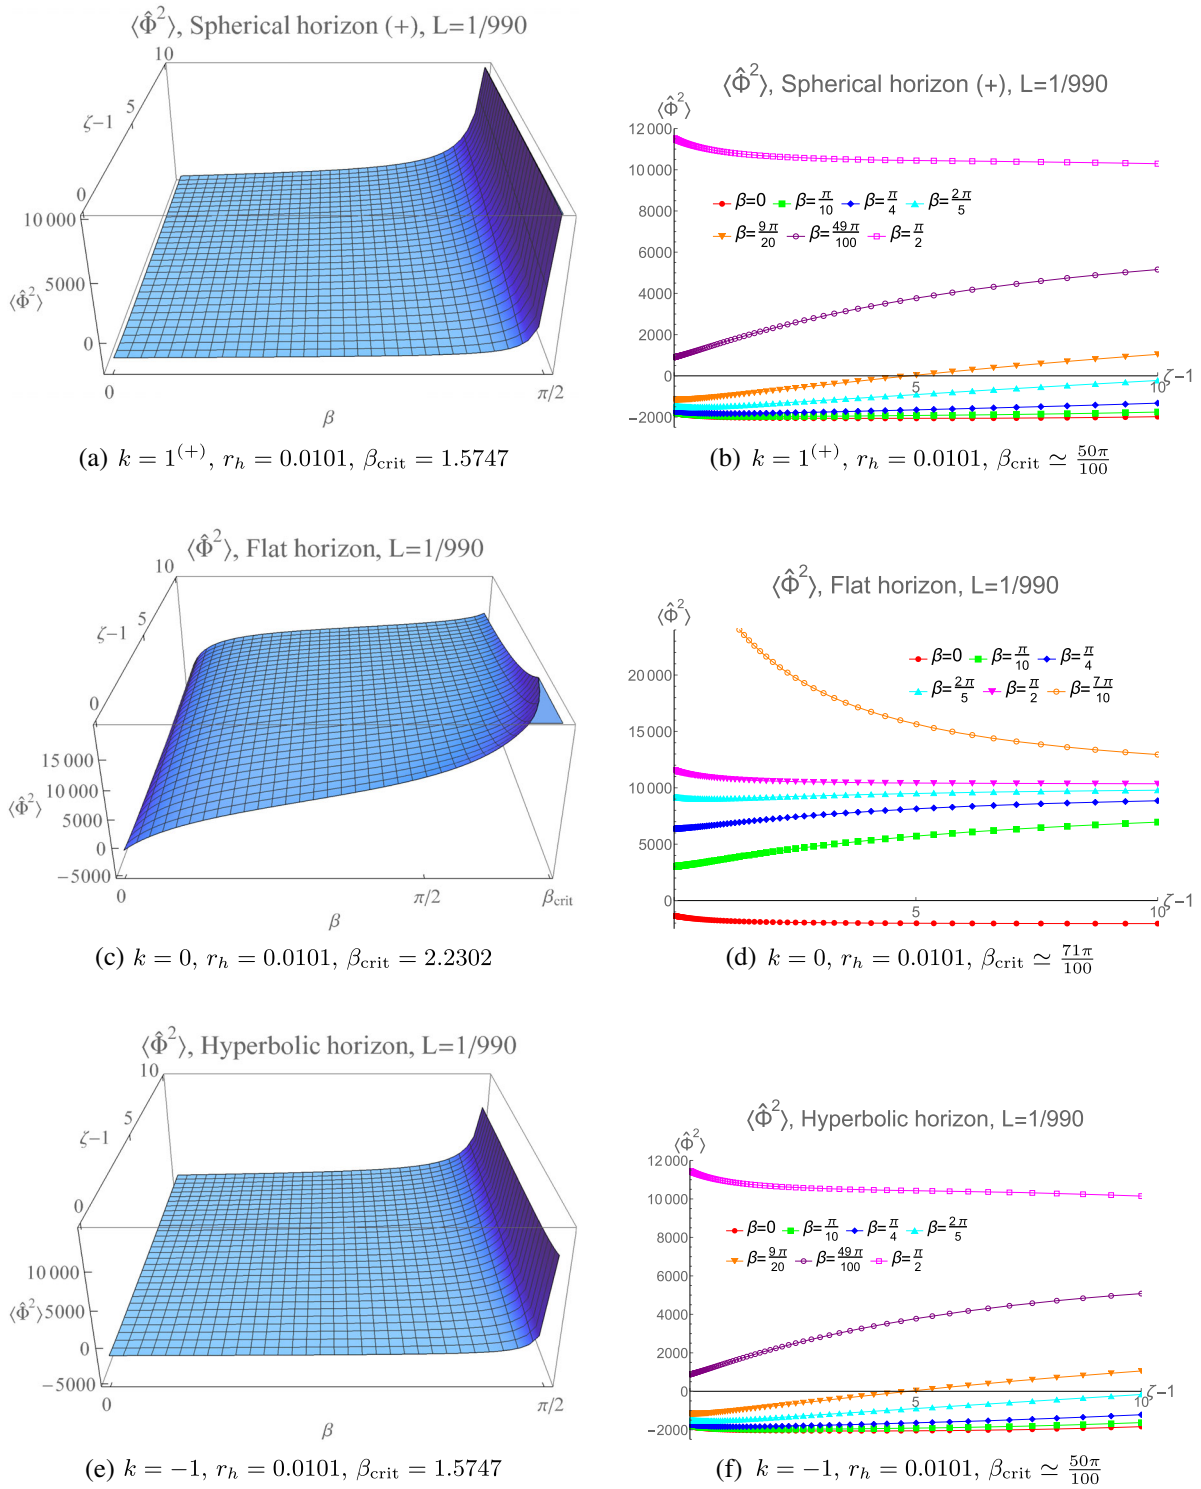 ⟨Φ̂²⟩, Spherical horizon (+), L=1/990
10
5
ζ−1
0
10 000
5000
⟨Φ̂²⟩
0
0
π/2
β
(a) k = 1⁽⁺⁾, r_h = 0.0101, β_crit = 1.5747
⟨Φ̂²⟩, Spherical horizon (+), L=1/990
⟨Φ̂²⟩
12 000
10 000
8000
6000
4000
2000
0
−2000
β=0 β=π/10 β=π/4 β=2π/5
β=9π/20 β=49π/100 β=π/2
5
10
ζ−1
(b) k = 1⁽⁺⁾, r_h = 0.0101, β_crit ≃ 50π/100
⟨Φ̂²⟩, Flat horizon, L=1/990
10
5
ζ−1
0
15 000
10 000
⟨Φ̂²⟩
5000
0
−5000
0
π/2
β_crit
β
(c) k = 0, r_h = 0.0101, β_crit = 2.2302
⟨Φ̂²⟩, Flat horizon, L=1/990
⟨Φ̂²⟩
20 000
15 000
10 000
5000
0
β=0 β=π/10 β=π/4
β=2π/5 β=π/2 β=7π/10
5
10
ζ−1
(d) k = 0, r_h = 0.0101, β_crit ≃ 71π/100
⟨Φ̂²⟩, Hyperbolic horizon, L=1/990
10
5
ζ−1
0
10 000
⟨Φ̂²⟩
5000
0
−5000
0
π/2
β
(e) k = −1, r_h = 0.0101, β_crit = 1.5747
⟨Φ̂²⟩, Hyperbolic horizon, L=1/990
⟨Φ̂²⟩
12 000
10 000
8000
6000
4000
2000
0
−2000
β=0 β=π/10 β=π/4 β=2π/5
β=9π/20 β=49π/100 β=π/2
5
10
ζ−1
(f) k = −1, r_h = 0.0101, β_crit ≃ 50π/100